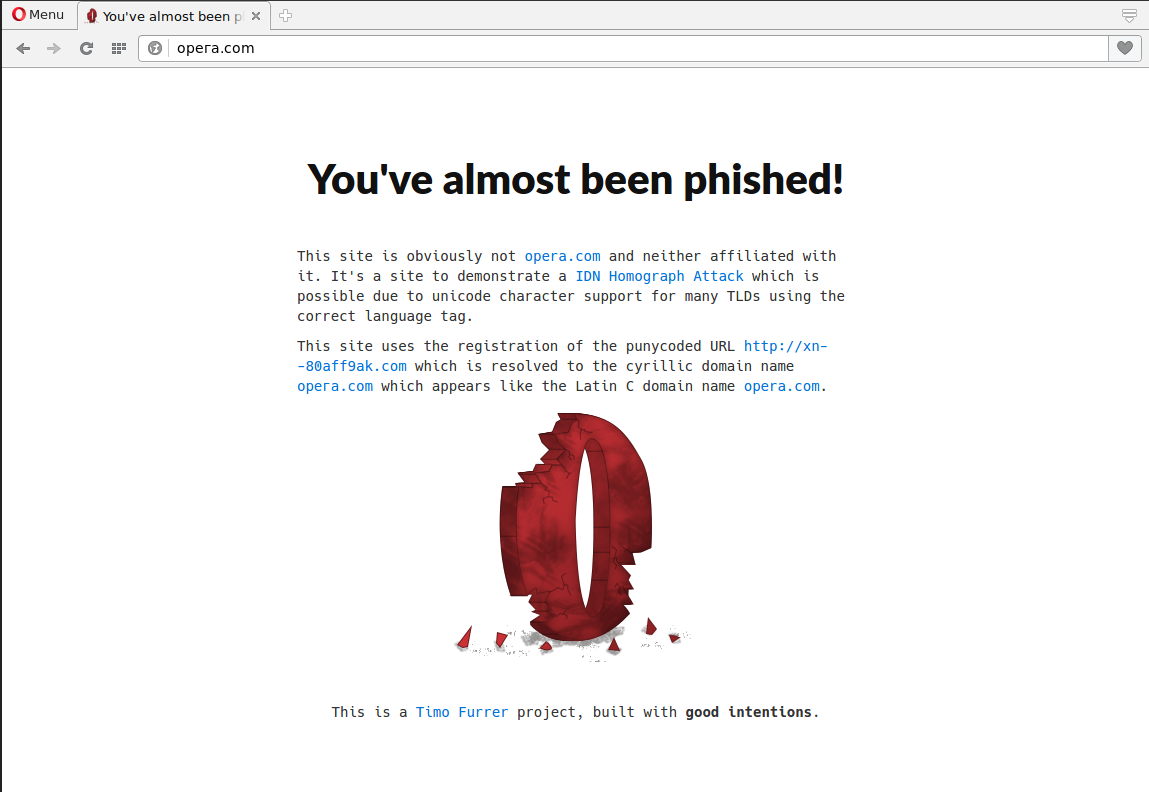 Menu
You've almost been p
opera.com
You've almost been phished!
This site is obviously not opera.com and neither affiliated with
it. It's a site to demonstrate a IDN Homograph Attack which is
possible due to unicode character support for many TLDs using the
correct language tag.
This site uses the registration of the punycoded URL http://xn-
-80aff9ak.com which is resolved to the cyrillic domain name
opera.com which appears like the Latin C domain name opera.com.
This is a Timo Furrer project, built with good intentions.